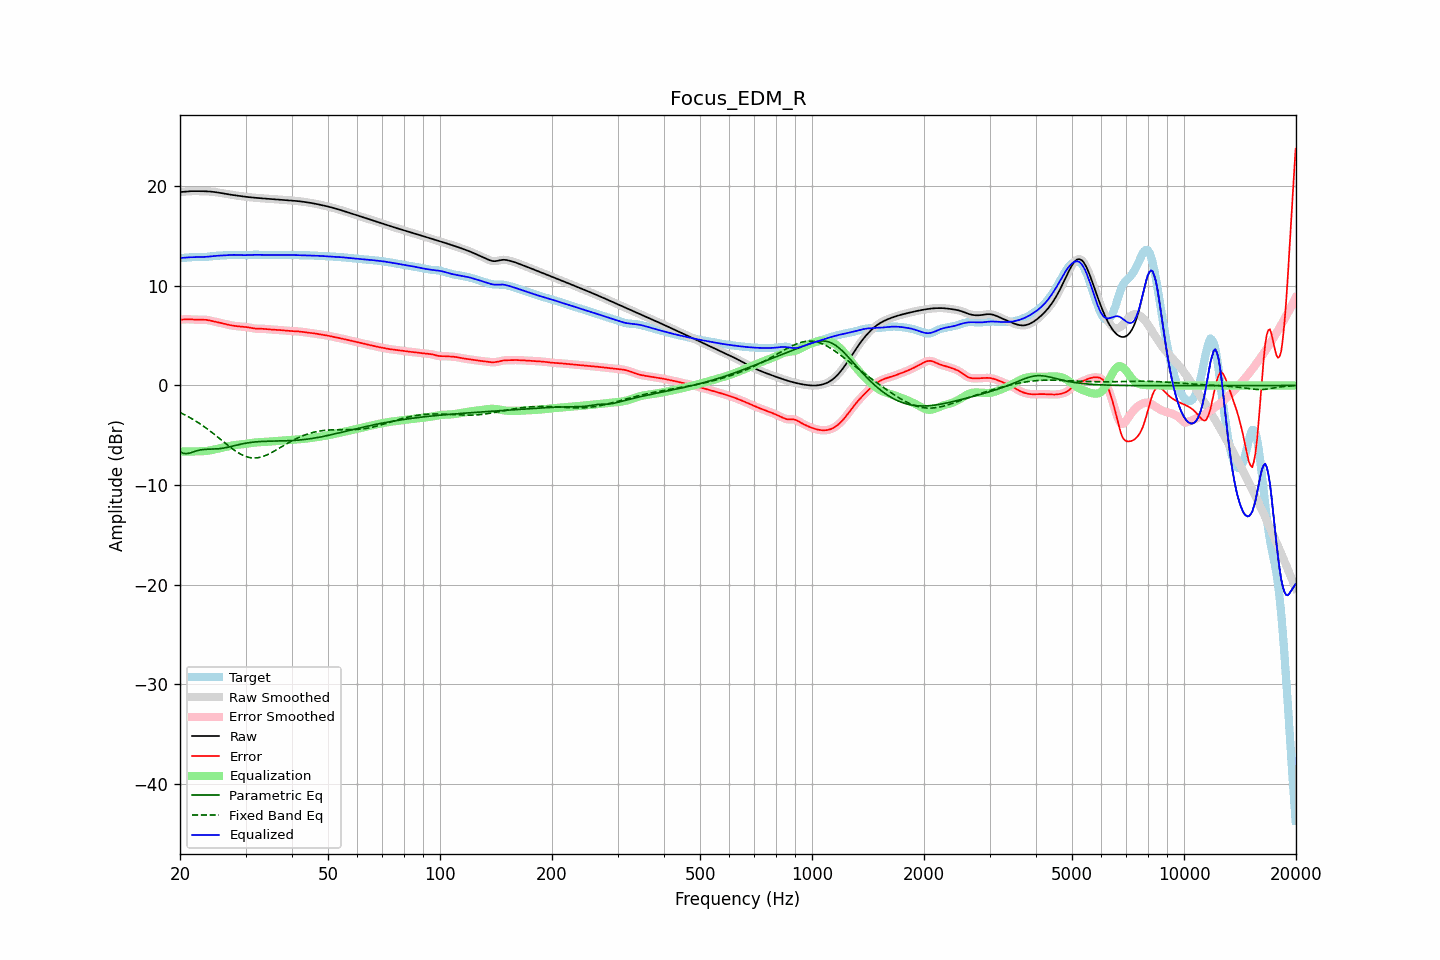 Focus_EDM_R
Amplitude (dBr)
20
10
0
−10
−20
−30
−40
Target
Raw Smoothed
Error Smoothed
Raw
Error
Equalization
Parametric Eq
Fixed Band Eq
Equalized
20 50 100 200 500 1000 2000 5000 10000 20000
Frequency (Hz)